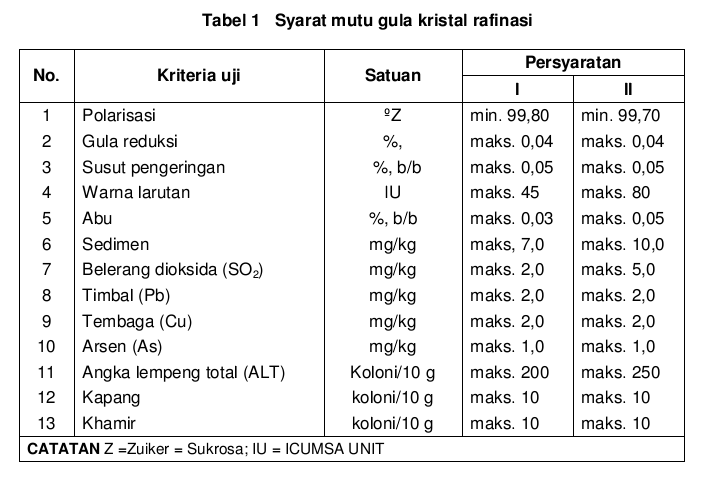 Tabel 1 Syarat mutu gula kristal rafinasi
No. Kriteria uji Satuan Persyaratan
I II
1 Polarisasi ºZ min. 99,80 min. 99,70
2 Gula reduksi %, maks. 0,04 maks. 0,04
3 Susut pengeringan %, b/b maks. 0,05 maks. 0,05
4 Warna larutan IU maks. 45 maks. 80
5 Abu %, b/b maks. 0,03 maks. 0,05
6 Sedimen mg/kg maks, 7,0 maks. 10,0
7 Belerang dioksida (SO₂) mg/kg maks. 2,0 maks. 5,0
8 Timbal (Pb) mg/kg maks. 2,0 maks. 2,0
9 Tembaga (Cu) mg/kg maks. 2,0 maks. 2,0
10 Arsen (As) mg/kg maks. 1,0 maks. 1,0
11 Angka lempeng total (ALT) Koloni/10 g maks. 200 maks. 250
12 Kapang koloni/10 g maks. 10 maks. 10
13 Khamir koloni/10 g maks. 10 maks. 10
CATATAN Z =Zuiker = Sukrosa; IU = ICUMSA UNIT